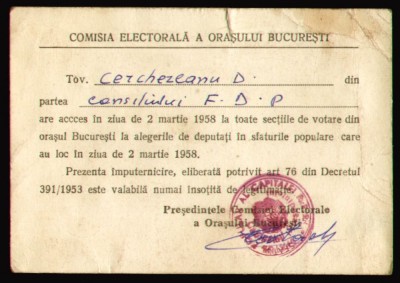 COMISIA ELECTORALĂ A ORAȘULUI BUCUREȘTI
Tov. Cerchezeanu D. din
partea consiliului F.D.P
are acces în ziua de 2 martie 1958 la toate secțiile de votare din
orașul București la alegerile de deputați în sfaturile populare care
au loc în ziua de 2 martie 1958.
Prezenta împuternicire, eliberată potrivit art 76 din Decretul
391/1953 este valabilă numai însoțită de legitimație.
Președintele Comisiei Electorale
a Orașului București